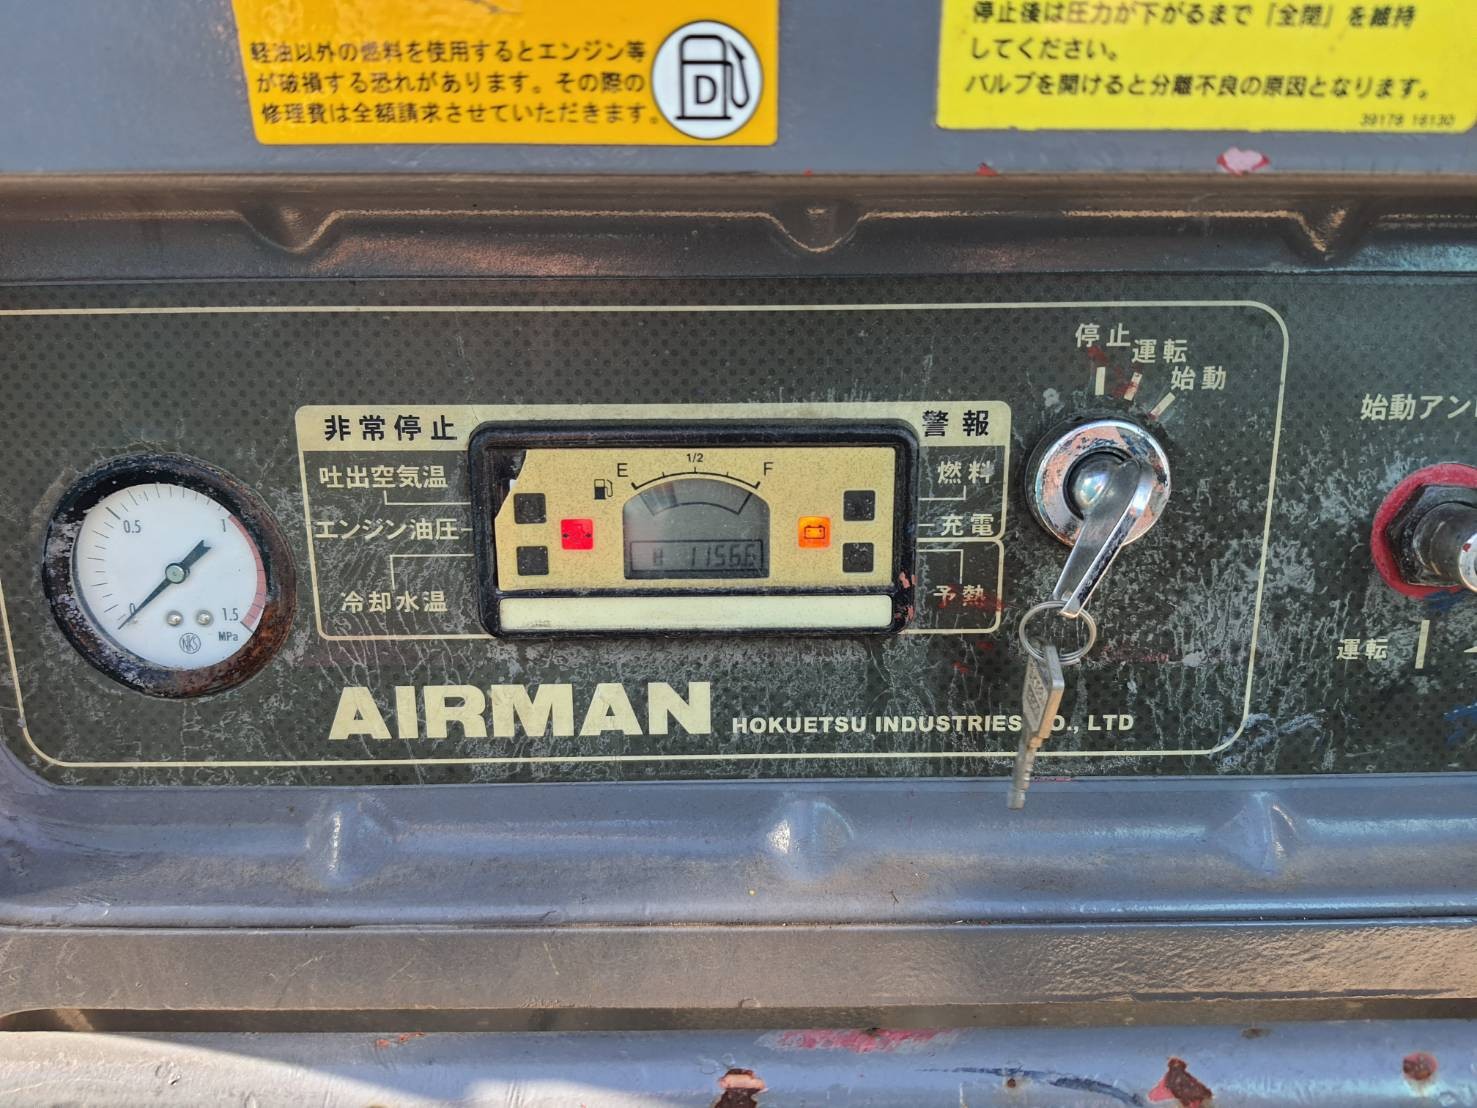 軽油以外の燃料を使用するとエンジン等
が破損する恐れがあります。その際の
修理費は全額請求させていただきます。
D
停止後は圧力が下がるまで「全閉」を維持
してください。
バルブを開けると分離不良の原因となります。
39178 16130
停止
運転
始動
始動アン
非常停止
警報
吐出空気温
エンジン油圧
冷却水温
E
1/2
F
燃料
充電
予熱
0
0.5
1
1.5
MPa
NKS
運転
AIRMAN
HOKUETSU INDUSTRIES CO., LTD